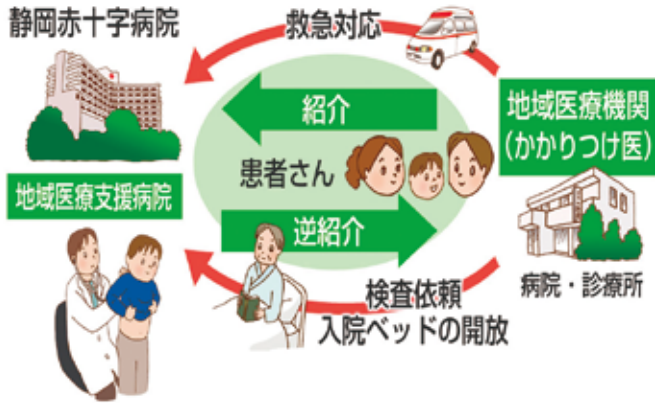 静岡赤十字病院
救急対応
紹介
地域医療機関
(かかりつけ医)
患者さん
地域医療支援病院
逆紹介
病院・診療所
検査依頼
入院ベッドの開放